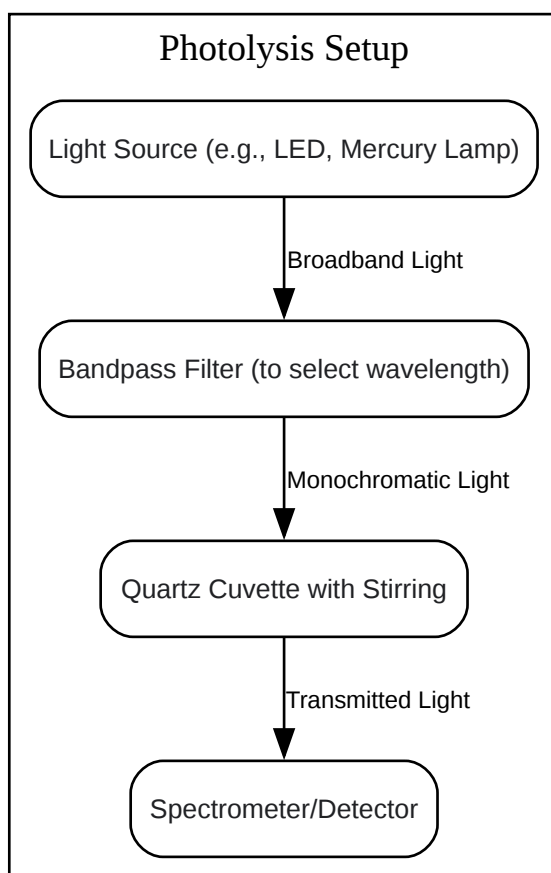 Photolysis Setup
Light Source (e.g., LED, Mercury Lamp)
Broadband Light
Bandpass Filter (to select wavelength)
Monochromatic Light
Quartz Cuvette with Stirring
Transmitted Light
Spectrometer/Detector